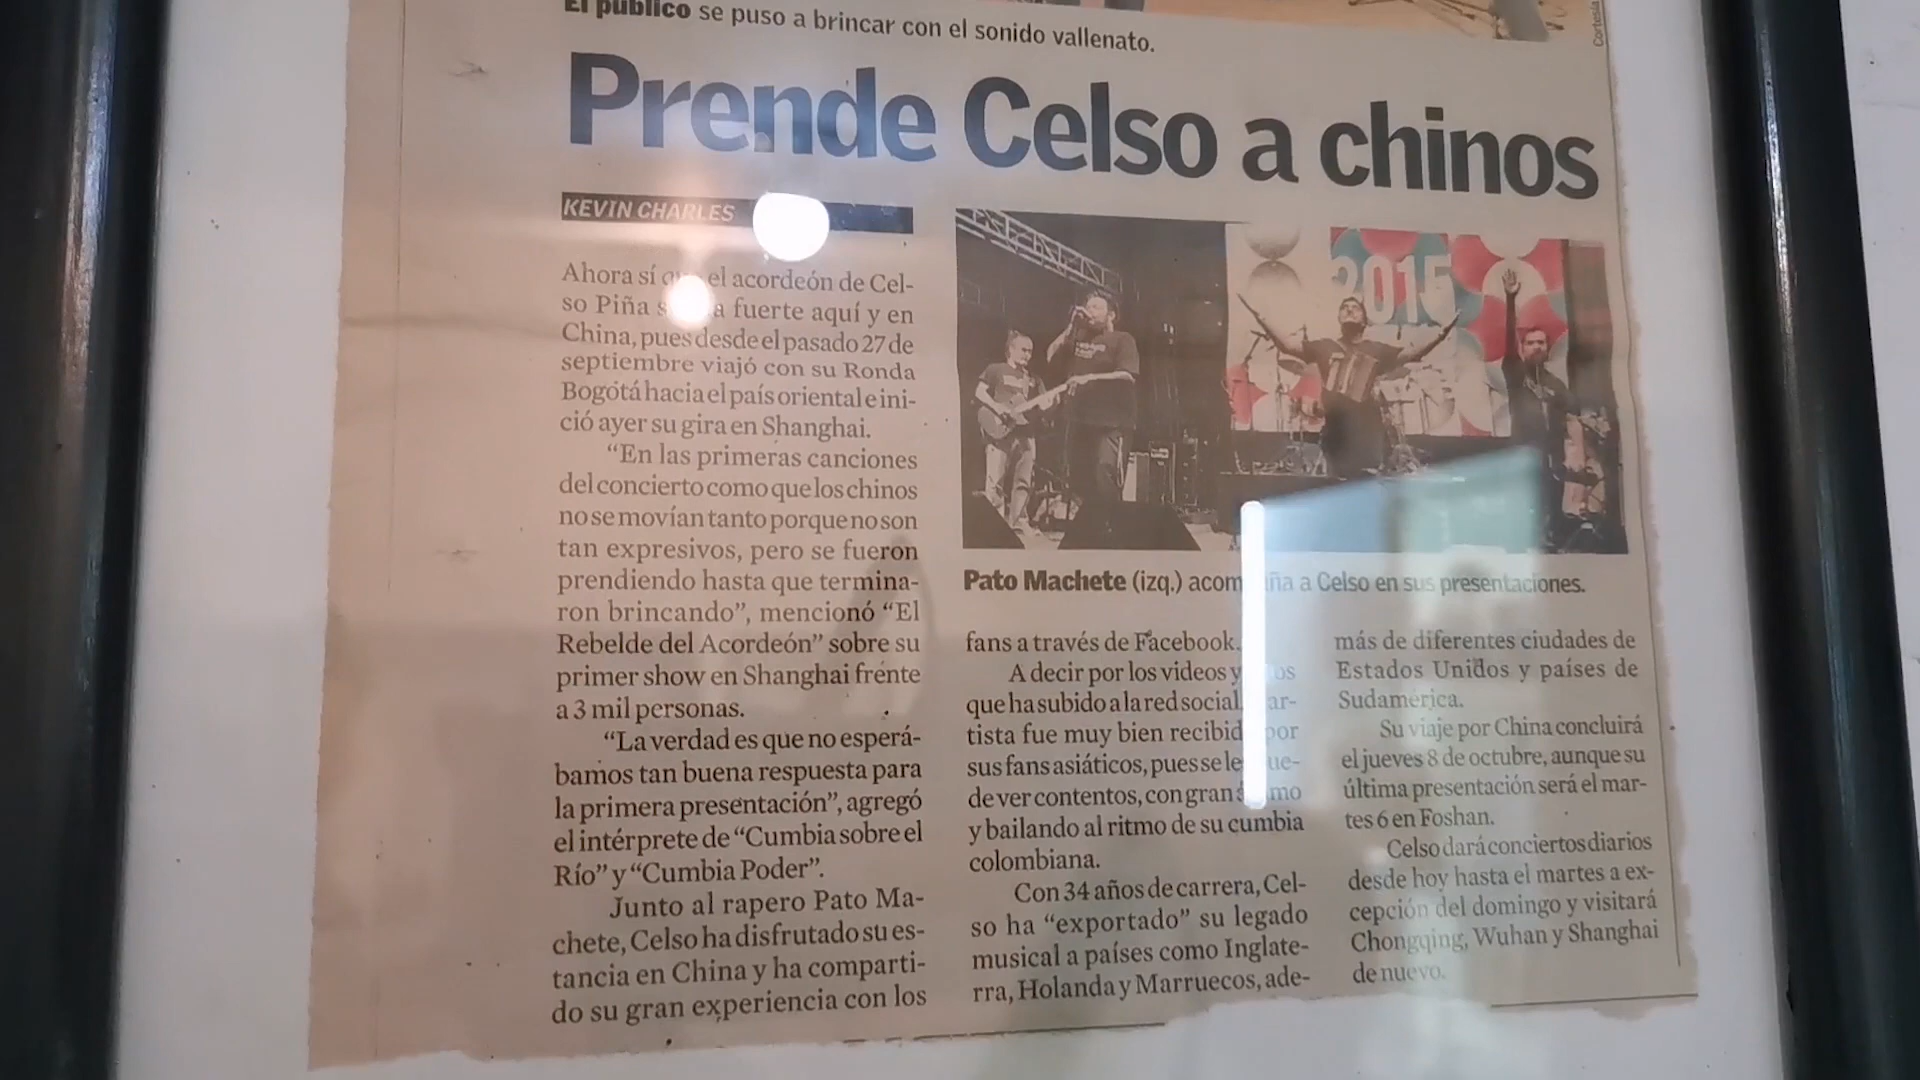 El público se puso a brincar con el sonido vallenato.
Cortesía
Prende Celso a chinos
KEVIN CHARLES
Ahora sí el acordeón de Cel-
so Piña fuerte aquí y en
China, pues desde el pasado 27 de
septiembre viajó con su Ronda
Bogotá hacia el país oriental e ini-
ció ayer su gira en Shanghai.
“En las primeras canciones
del concierto como que los chinos
no se movían tanto porque no son
tan expresivos, pero se fueron
prendiendo hasta que termina-
ron brincando”, mencionó “El
Rebelde del Acordeón” sobre su
primer show en Shanghai frente
a 3 mil personas.
“La verdad es que no esperá-
bamos tan buena respuesta para
la primera presentación”, agregó
el intérprete de “Cumbia sobre el
Río” y “Cumbia Poder”.
Junto al rapero Pato Ma-
chete, Celso ha disfrutado su es-
tancia en China y ha comparti-
do su gran experiencia con los
2015
Pato Machete (izq.) acompaña a Celso en sus presentaciones.
fans a través de Facebook.
A decir por los videos y
que ha subido a la red social, ar-
tista fue muy bien recibido por
sus fans asiáticos, pues se le pue-
de ver contentos, con gran ánimo
y bailando al ritmo de su cumbia
colombiana.
Con 34 años de carrera, Cel-
so ha “exportado” su legado
musical a países como Inglate-
rra, Holanda y Marruecos, ade-
más de diferentes ciudades de
Estados Unidos y países de
Sudamérica.
Su viaje por China concluirá
el jueves 8 de octubre, aunque su
última presentación será el mar-
tes 6 en Foshan.
Celso dará conciertos diarios
desde hoy hasta el martes a ex-
cepción del domingo y visitará
Chongqing, Wuhan y Shanghai
de nuevo.